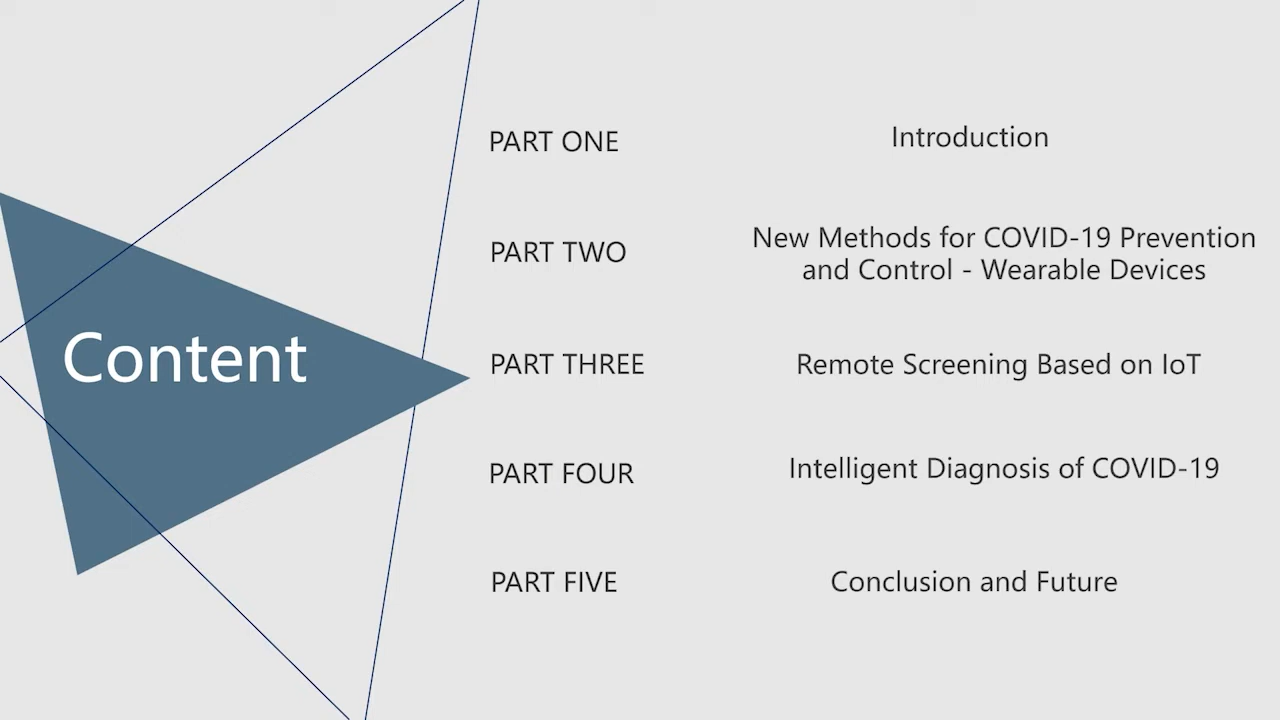 Content
PART ONE
Introduction
PART TWO
New Methods for COVID-19 Prevention
and Control - Wearable Devices
PART THREE
Remote Screening Based on IoT
PART FOUR
Intelligent Diagnosis of COVID-19
PART FIVE
Conclusion and Future